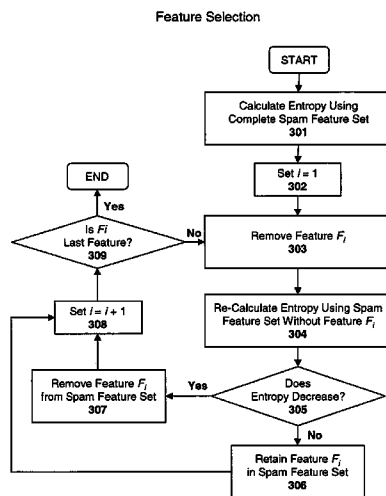 Feature Selection
START
Calculate Entropy Using
Complete Spam Feature Set
301
Set i = 1
302
END
Yes
Is Fi
Last Feature?
309
No
Remove Feature Fi
303
Set i = i + 1
308
Re-Calculate Entropy Using Spam
Feature Set Without Feature Fi
304
Remove Feature Fi
from Spam Feature Set
307
Yes
Does
Entropy Decrease?
305
No
Retain Feature Fi
in Spam Feature Set
306